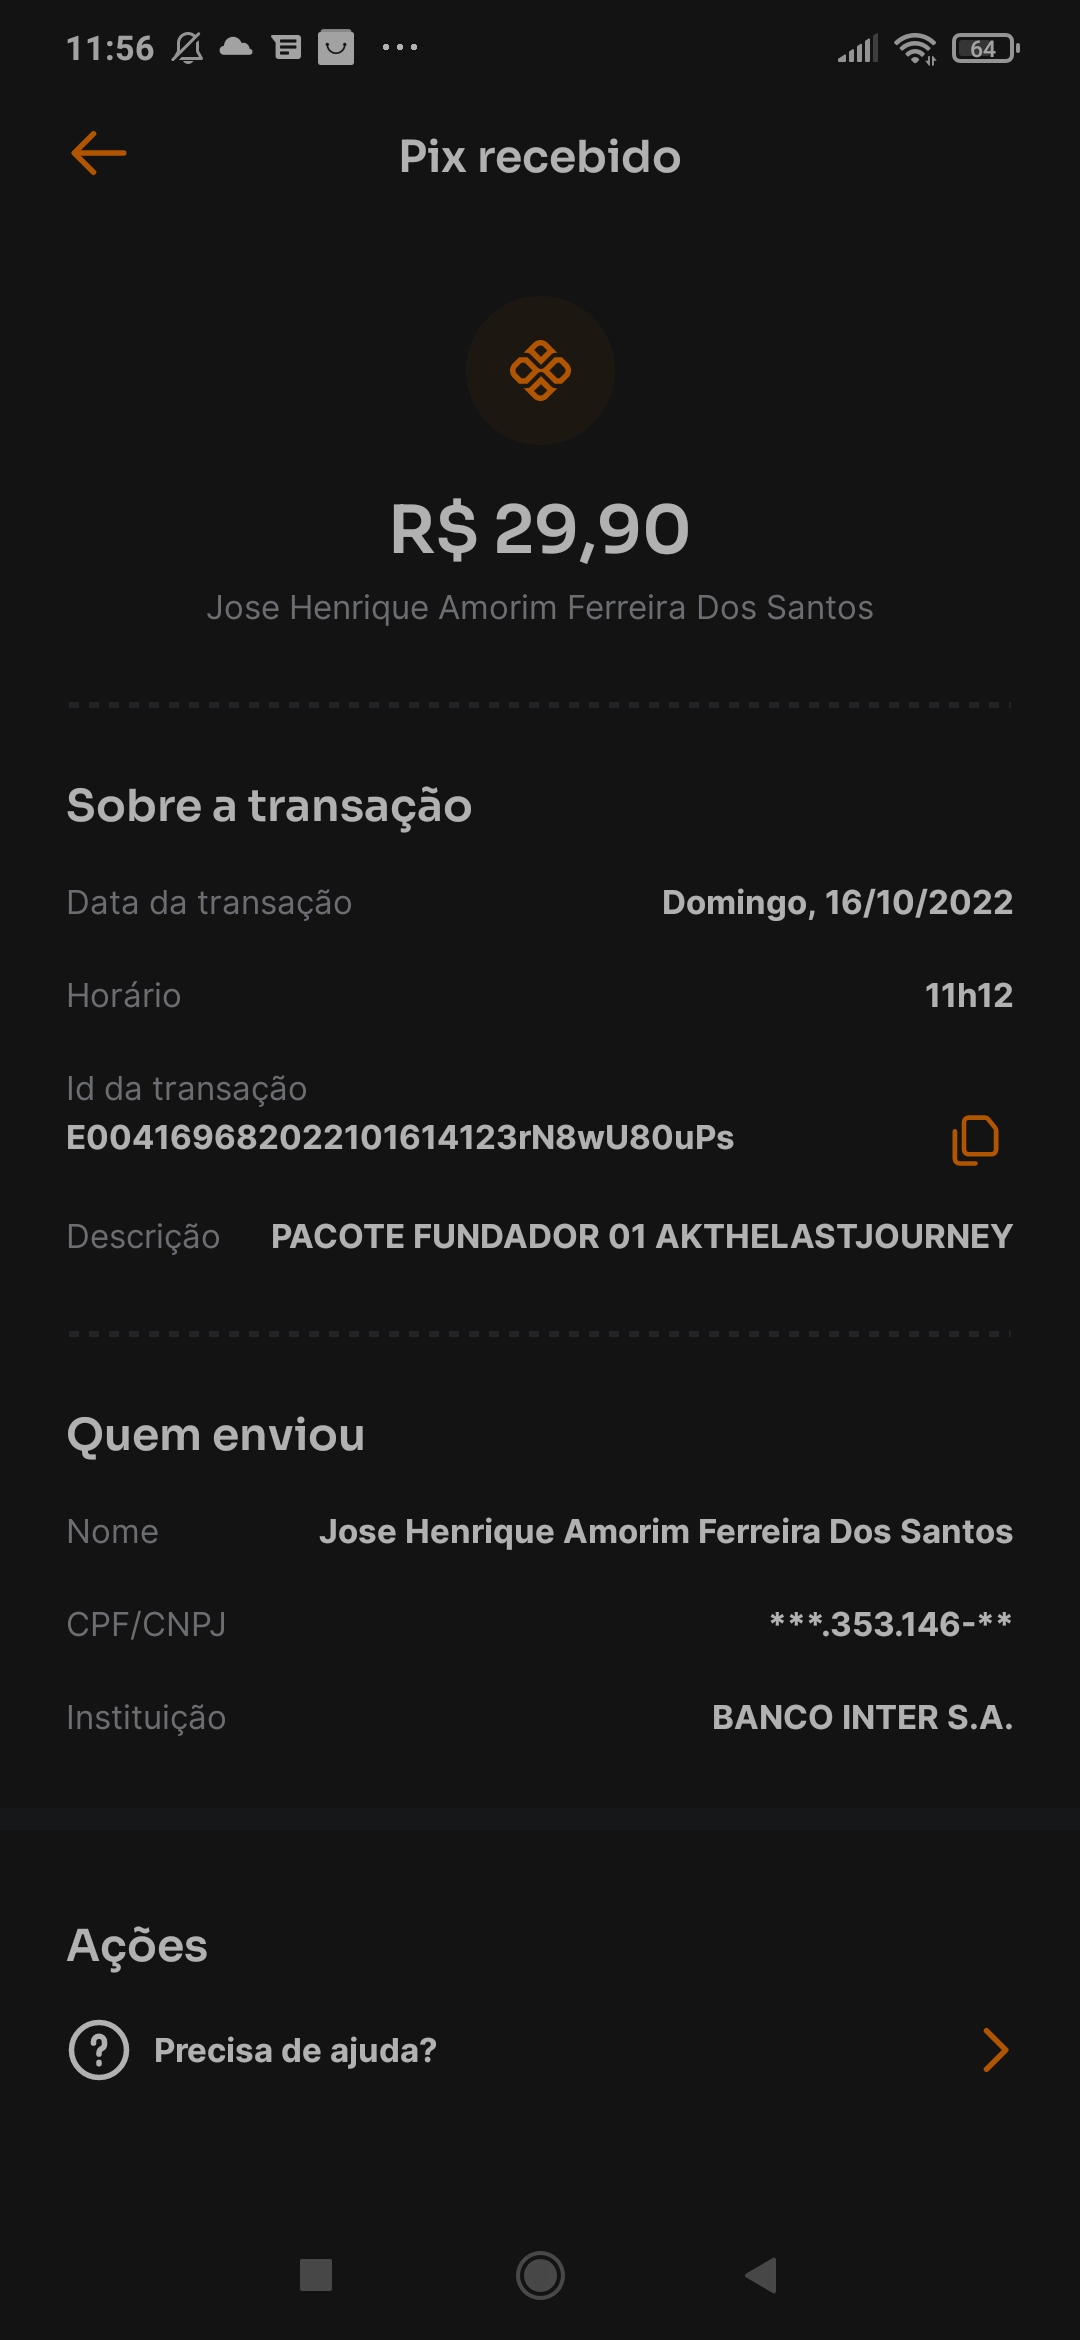 11:56
64
Pix recebido
R$ 29,90
Jose Henrique Amorim Ferreira Dos Santos
Sobre a transação
Data da transação Domingo, 16/10/2022
Horário 11h12
Id da transação
E004169682022101614123rN8wU80uPs
Descrição PACOTE FUNDADOR 01 AKTHELASTJOURNEY
Quem enviou
Nome Jose Henrique Amorim Ferreira Dos Santos
CPF/CNPJ ***.353.146-**
Instituição BANCO INTER S.A.
Ações
Precisa de ajuda?